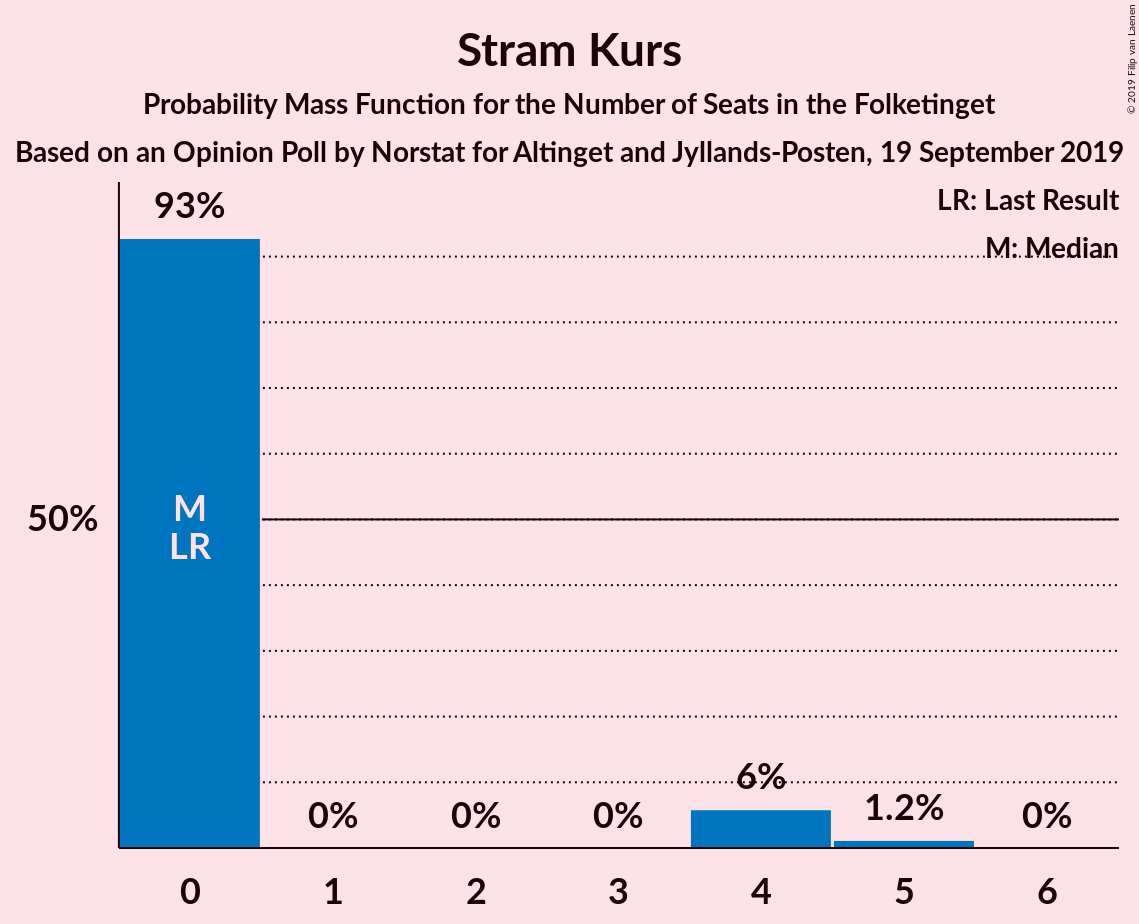 Stram Kurs
Probability Mass Function for the Number of Seats in the Folketinget
Based on an Opinion Poll by Norstat for Altinget and Jyllands-Posten, 19 September 2019
© 2019 Filip van Laenen
LR: Last Result
M: Median
93%
50%
M
LR
0%
0%
0%
6%
1.2%
0%
0
1
2
3
4
5
6